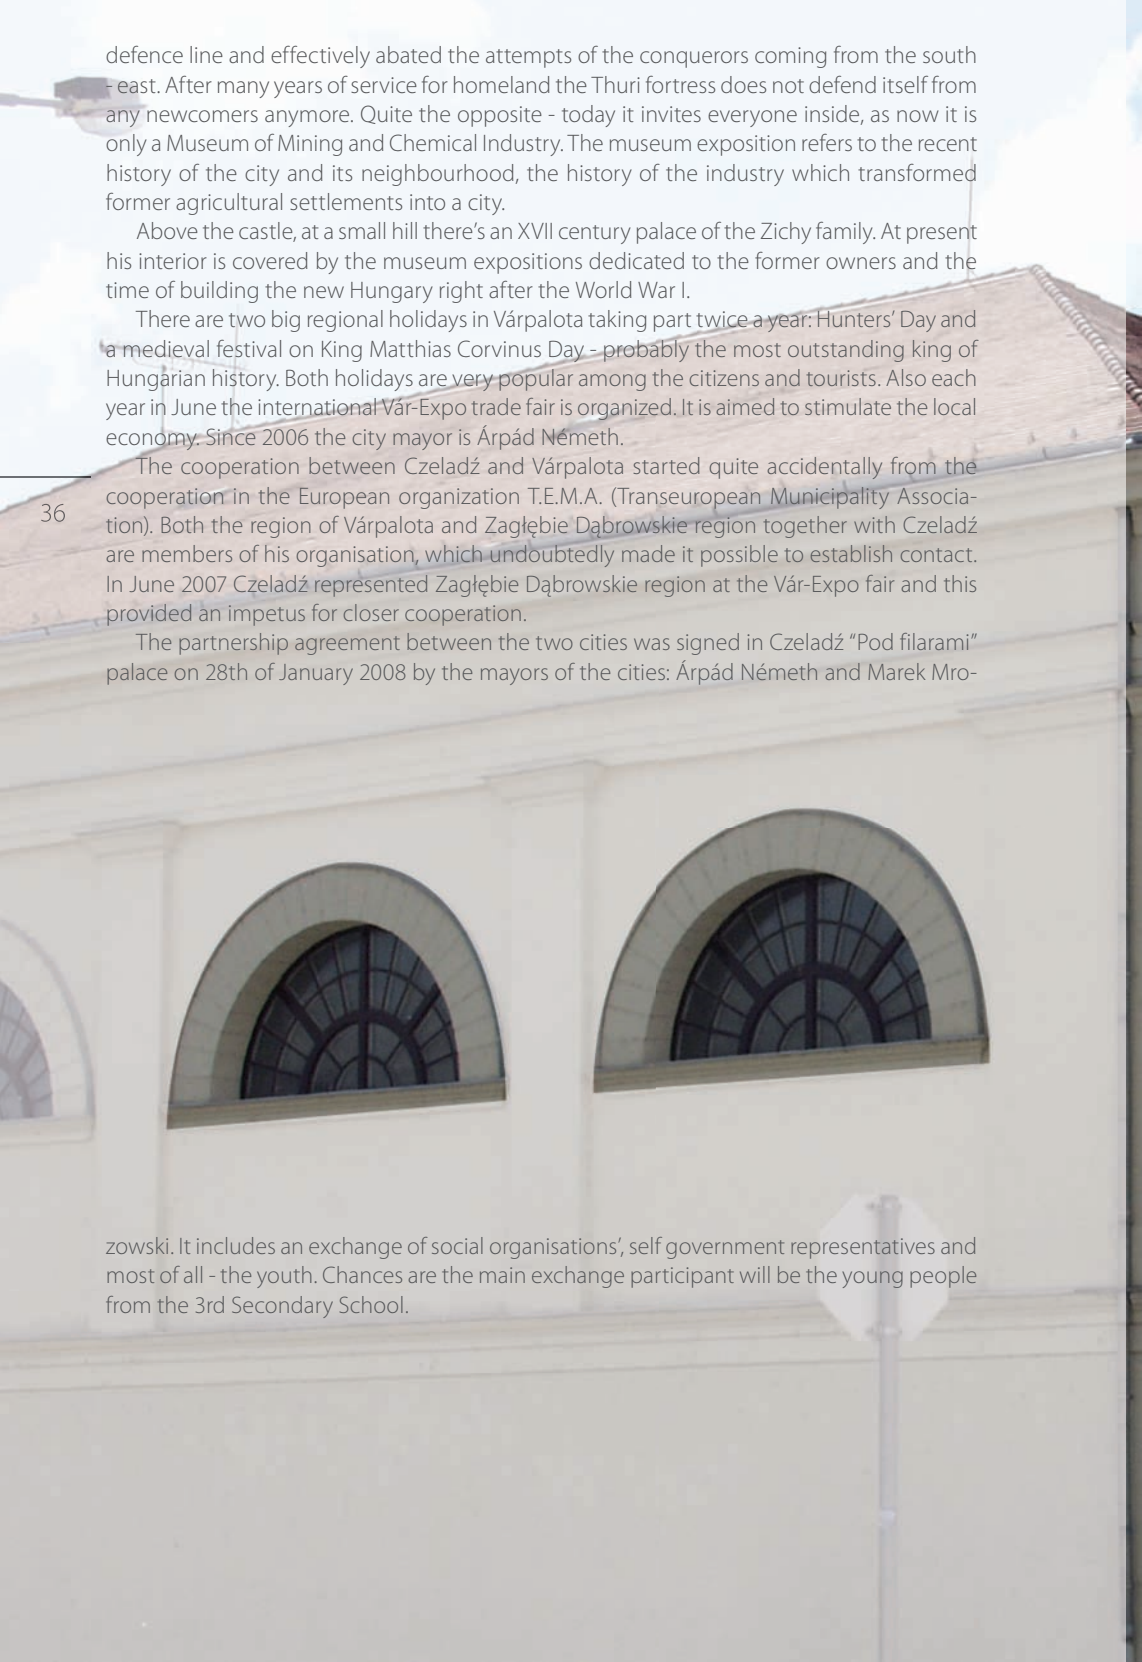 defence line and effectively abated the attempts of the conquerors coming from the south
- east. After many years of service for homeland the Thuri fortress does not defend itself from
any newcomers anymore. Quite the opposite - today it invites everyone inside, as now it is
only a Museum of Mining and Chemical Industry. The museum exposition refers to the recent
history of the city and its neighbourhood, the history of the industry which transformed
former agricultural settlements into a city.
Above the castle, at a small hill there's an XVII century palace of the Zichy family. At present
his interior is covered by the museum expositions dedicated to the former owners and the
time of building the new Hungary right after the World War I.
There are two big regional holidays in Várpalota taking part twice a year: Hunters' Day and
a medieval festival on King Matthias Corvinus Day - probably the most outstanding king of
Hungarian history. Both holidays are very popular among the citizens and tourists. Also each
year in June the international Vár-Expo trade fair is organized. It is aimed to stimulate the local
economy. Since 2006 the city mayor is Árpád Németh.
The cooperation between Czeladź and Várpalota started quite accidentally from the
cooperation in the European organization T.E.M.A. (Transeuropean Municipality Associa-
36
tion). Both the region of Várpalota and Zagłębie Dąbrowskie region together with Czeladź
are members of his organisation, which undoubtedly made it possible to establish contact.
In June 2007 Czeladź represented Zagłębie Dąbrowskie region at the Vár-Expo fair and this
provided an impetus for closer cooperation.
The partnership agreement between the two cities was signed in Czeladź “Pod filarami”
palace on 28th of January 2008 by the mayors of the cities: Árpád Németh and Marek Mro-
zowski. It includes an exchange of social organisations', self government representatives and
most of all - the youth. Chances are the main exchange participant will be the young people
from the 3rd Secondary School.